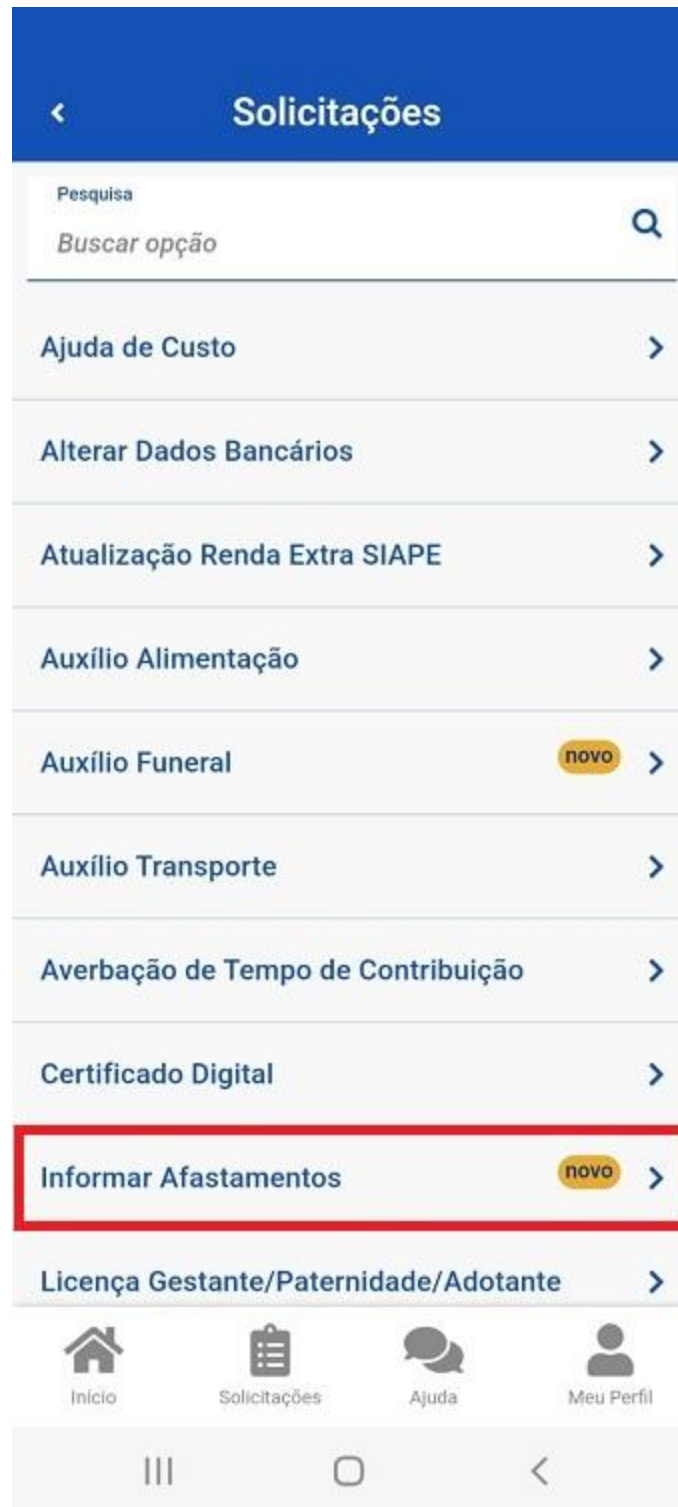 Solicitações
Pesquisa
Buscar opção
Ajuda de Custo
Alterar Dados Bancários
Atualização Renda Extra SIAPE
Auxílio Alimentação
Auxílio Funeral novo
Auxílio Transporte
Averbação de Tempo de Contribuição
Certificado Digital
Informar Afastamentos novo
Licença Gestante/Paternidade/Adotante
Início Solicitações Ajuda Meu Perfil